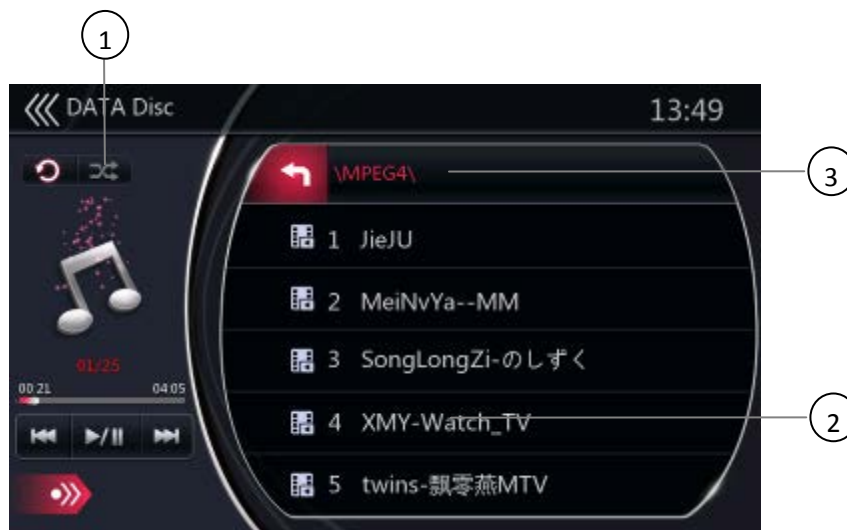 1
DATA Disc
13:49
\MPEG4\
3
1 JieJU
2 MeiNvYa--MM
3 SongLongZi-のしずく
01/25
00:21
04:05
4 XMY-Watch_TV
2
5 twins-飘零燕MTV